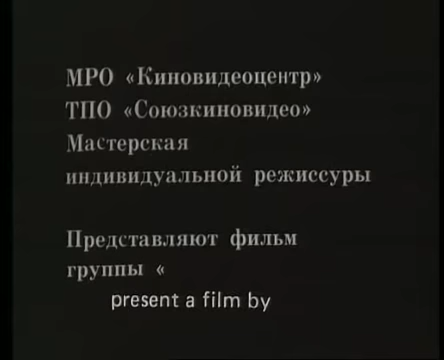 МРО «Киновидеоцентр»
ТПО «Союзкиновидео»
Мастерская
индивидуальной режиссуры
Представляют фильм
группы «
present a film by